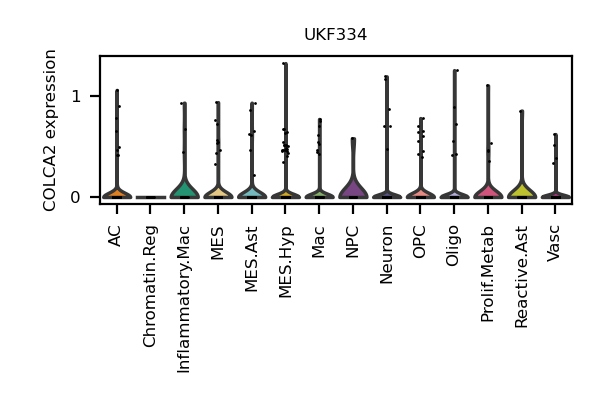 UKF334
COLCA2 expression
1
0
AC
Chromatin.Reg
Inflammatory.Mac
MES
MES.Ast
MES.Hyp
Mac
NPC
Neuron
OPC
Oligo
Prolif.Metab
Reactive.Ast
Vasc